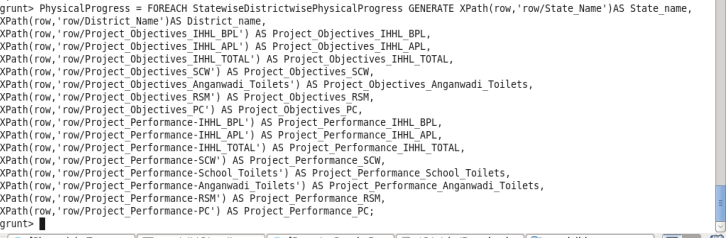 grunt> PhysicalProgress = FOREACH StatewiseDistrictwisePhysicalProgress GENERATE XPath(row,'row/State_Name')AS State_name,
XPath(row,'row/District_Name')AS District_name,
XPath(row,'row/Project_Objectives_IHHL_BPL') AS Project_Objectives_IHHL_BPL,
XPath(row,'row/Project_Objectives_IHHL_APL') AS Project_Objectives_IHHL_APL,
XPath(row,'row/Project_Objectives_IHHL_TOTAL') AS Project_Objectives_IHHL_TOTAL,
XPath(row,'row/Project_Objectives_SCW') AS Project_Objectives_SCW,
XPath(row,'row/Project_Objectives_Anganwadi_Toilets') AS Project_Objectives_Anganwadi_Toilets,
XPath(row,'row/Project_Objectives_RSM') AS Project_Objectives_RSM,
XPath(row,'row/Project_Objectives_PC') AS Project_Objectives_PC,
XPath(row,'row/Project_Performance-IHHL_BPL') AS Project_Performance_IHHL_BPL,
XPath(row,'row/Project_Performance-IHHL_APL') AS Project_Performance_IHHL_APL,
XPath(row,'row/Project_Performance-IHHL_TOTAL') AS Project_Performance_IHHL_TOTAL,
XPath(row,'row/Project_Performance-SCW') AS Project_Performance_SCW,
XPath(row,'row/Project_Performance-School_Toilets') AS Project_Performance_School_Toilets,
XPath(row,'row/Project_Performance-Anganwadi_Toilets') AS Project_Performance_Anganwadi_Toilets,
XPath(row,'row/Project_Performance-RSM') AS Project_Performance_RSM,
XPath(row,'row/Project_Performance-PC') AS Project_Performance_PC;
grunt>